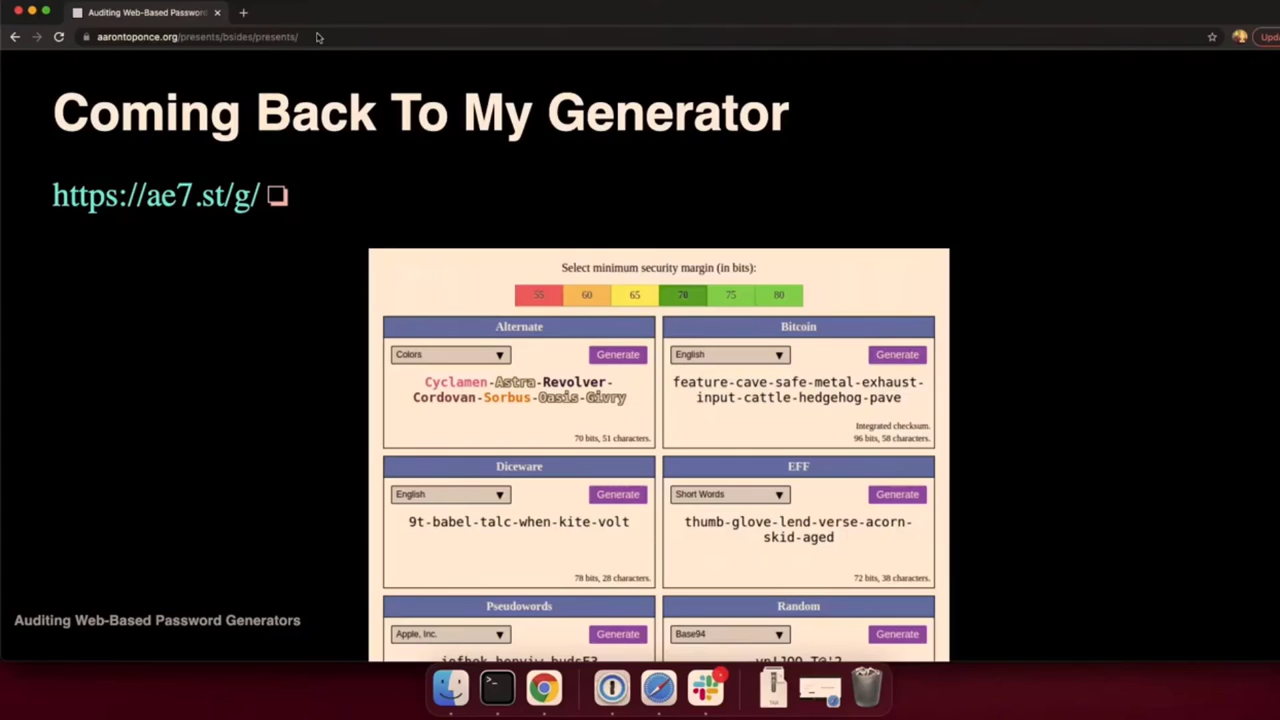 Auditing Web-Based Password
aarontoponce.org/presents/bsides/presents/
Coming Back To My Generator
https://ae7.st/g/
Select minimum security margin (in bits):
55 60 65 70 75 80
Alternate
Colors
Generate
Cyclamen-Astra-Revolver-
Cordovan-Sorbus-Oasis-Givry
70 bits, 51 characters.
Bitcoin
English
Generate
feature-cave-safe-metal-exhaust-
input-cattle-hedgehog-pave
Integrated checksum.
96 bits, 58 characters.
Diceware
English
Generate
9t-babel-talc-when-kite-volt
78 bits, 28 characters.
EFF
Short Words
Generate
thumb-glove-lend-verse-acorn-
skid-aged
72 bits, 38 characters.
Pseudowords
Apple, Inc.
Generate
Random
Base94
Generate
Auditing Web-Based Password Generators